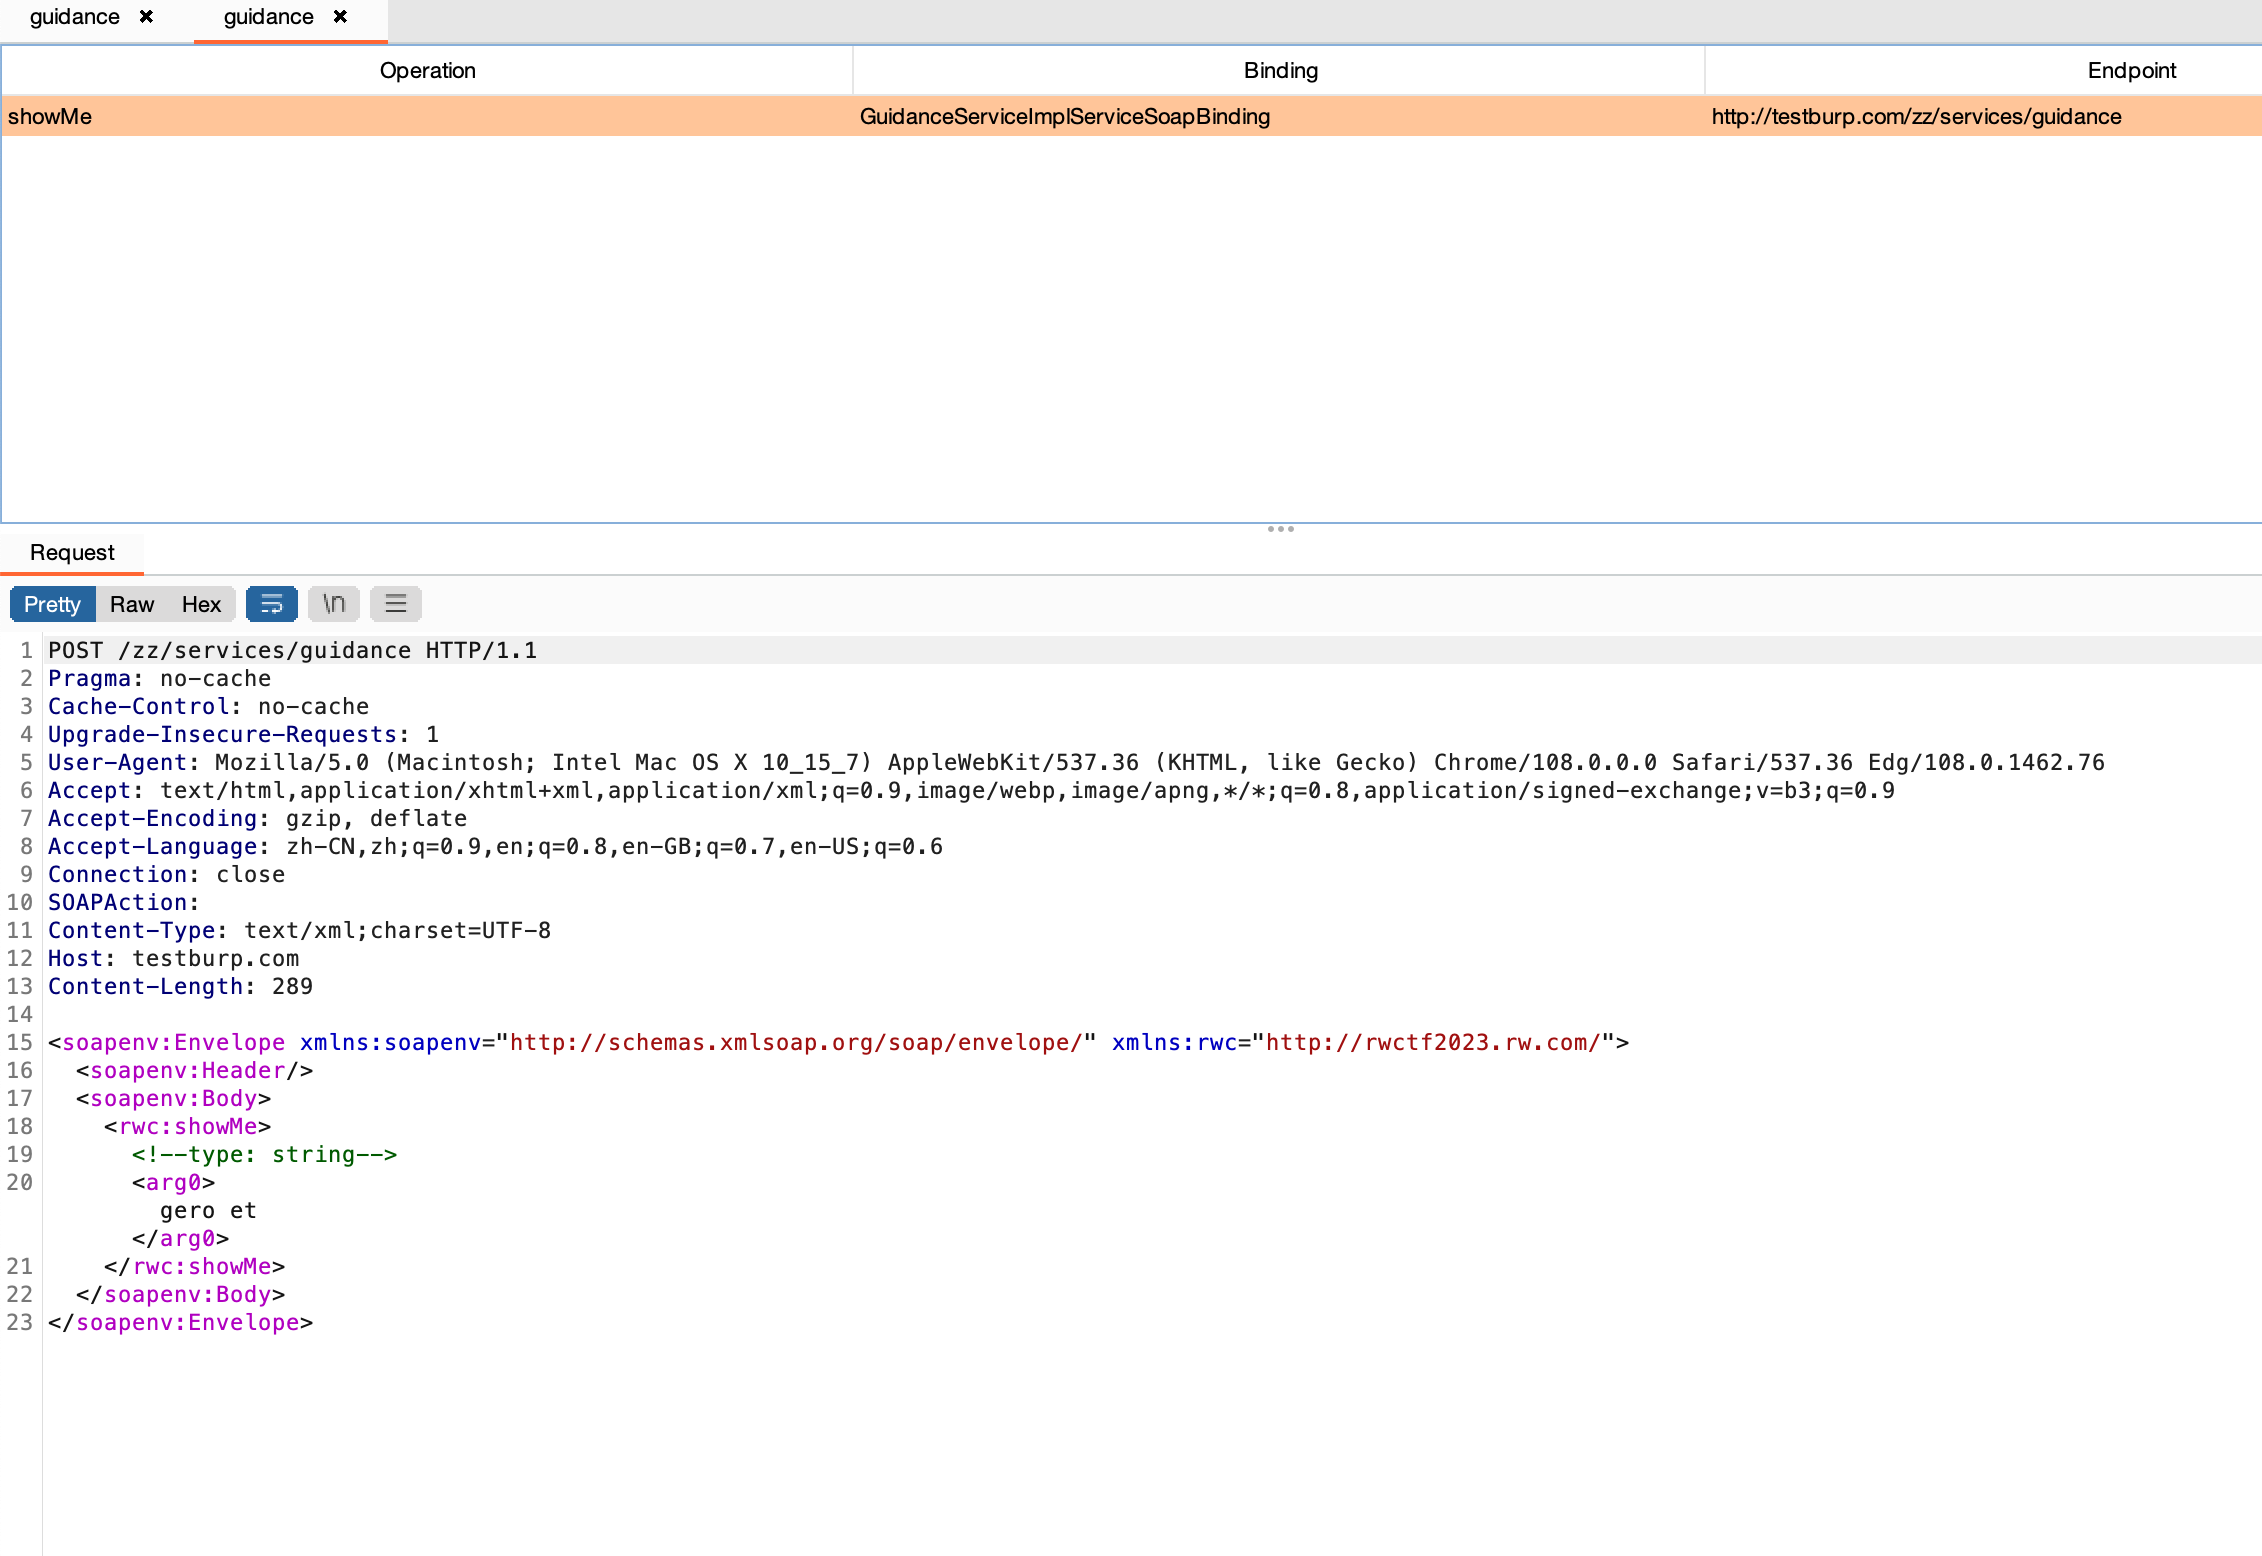 guidance ✖ guidance ✖
Operation Binding Endpoint
showMe GuidanceServiceImplServiceSoapBinding http://testburp.com/zz/services/guidance
Request
Pretty Raw Hex \n
1 POST /zz/services/guidance HTTP/1.1
2 Pragma: no-cache
3 Cache-Control: no-cache
4 Upgrade-Insecure-Requests: 1
5 User-Agent: Mozilla/5.0 (Macintosh; Intel Mac OS X 10_15_7) AppleWebKit/537.36 (KHTML, like Gecko) Chrome/108.0.0.0 Safari/537.36 Edg/108.0.1462.76
6 Accept: text/html,application/xhtml+xml,application/xml;q=0.9,image/webp,image/apng,*/*;q=0.8,application/signed-exchange;v=b3;q=0.9
7 Accept-Encoding: gzip, deflate
8 Accept-Language: zh-CN,zh;q=0.9,en;q=0.8,en-GB;q=0.7,en-US;q=0.6
9 Connection: close
10 SOAPAction:
11 Content-Type: text/xml;charset=UTF-8
12 Host: testburp.com
13 Content-Length: 289
14
15 <soapenv:Envelope xmlns:soapenv="http://schemas.xmlsoap.org/soap/envelope/" xmlns:rwc="http://rwctf2023.rw.com/">
16 <soapenv:Header/>
17 <soapenv:Body>
18 <rwc:showMe>
19 <!--type: string-->
20 <arg0>
gero et
</arg0>
21 </rwc:showMe>
22 </soapenv:Body>
23 </soapenv:Envelope>